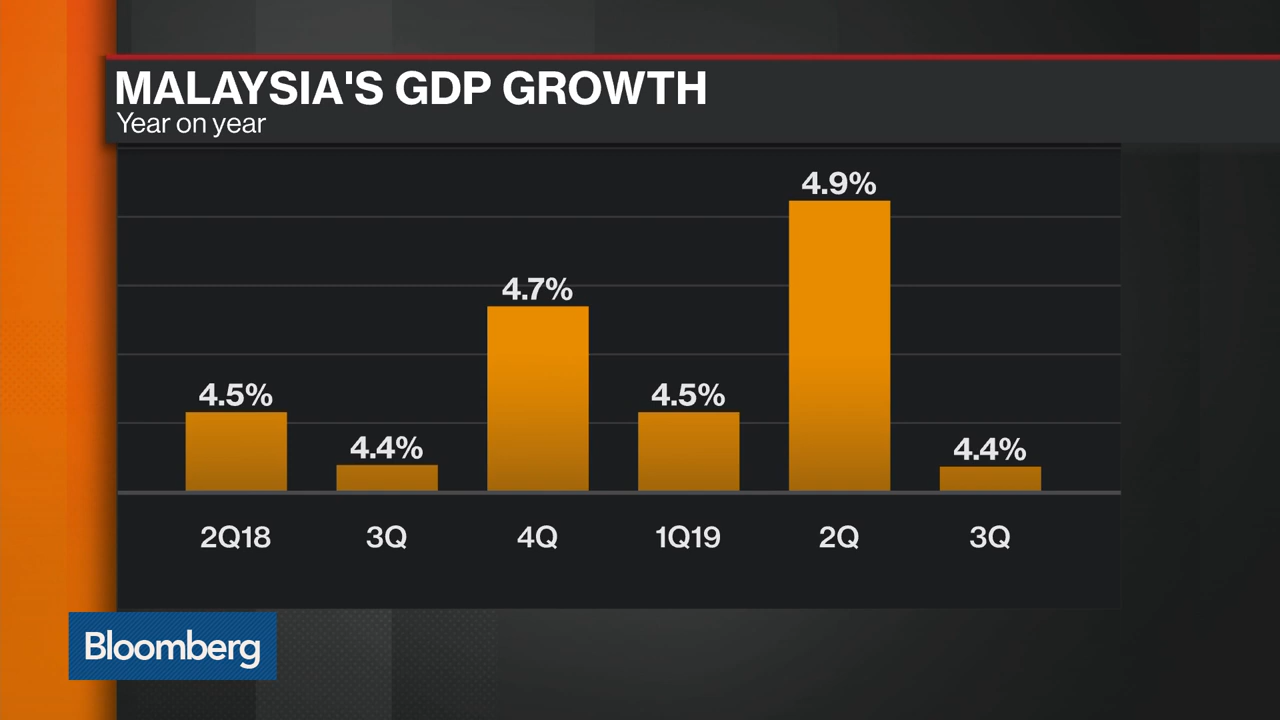 MALAYSIA'S GDP GROWTH
Year on year
4.5%
4.4%
4.7%
4.5%
4.9%
4.4%
2Q18
3Q
4Q
1Q19
2Q
3Q
Bloomberg